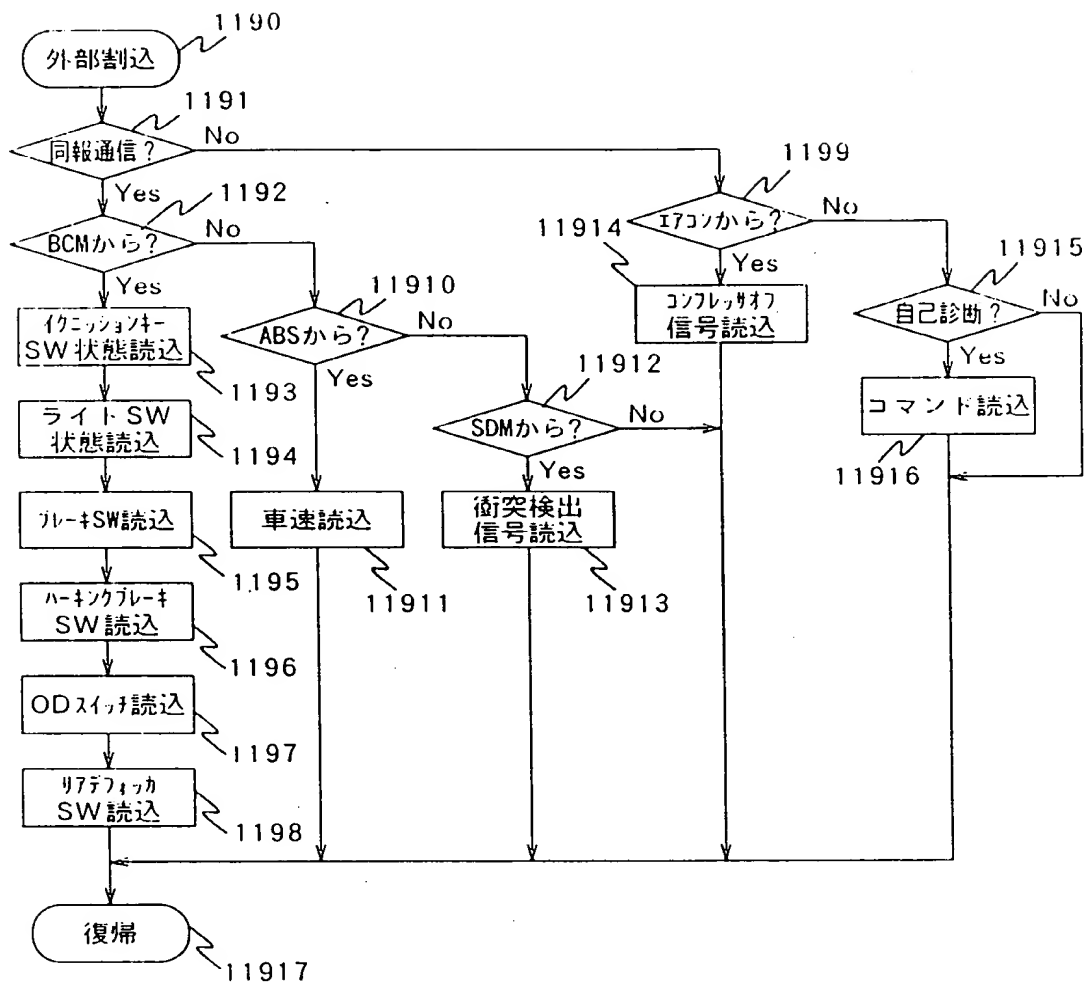 外部割込
1190
同報通信?
1191
No
Yes
BCMから?
1192
No
Yes
イクニッションキー
SW状態読込
1193
ライトSW
状態読込
1194
ブレーキSW読込
1195
ハーキングブレーキ
SW読込
1196
ODスイッチ読込
1197
リアデフォッカ
SW読込
1198
復帰
11917
ABSから?
11910
No
Yes
車速読込
11911
SDMから?
11912
No
Yes
衝突検出
信号読込
11913
エアコンから?
1199
No
Yes
コンフレッサオフ
信号読込
11914
自己診断?
11915
No
Yes
コマンド読込
11916